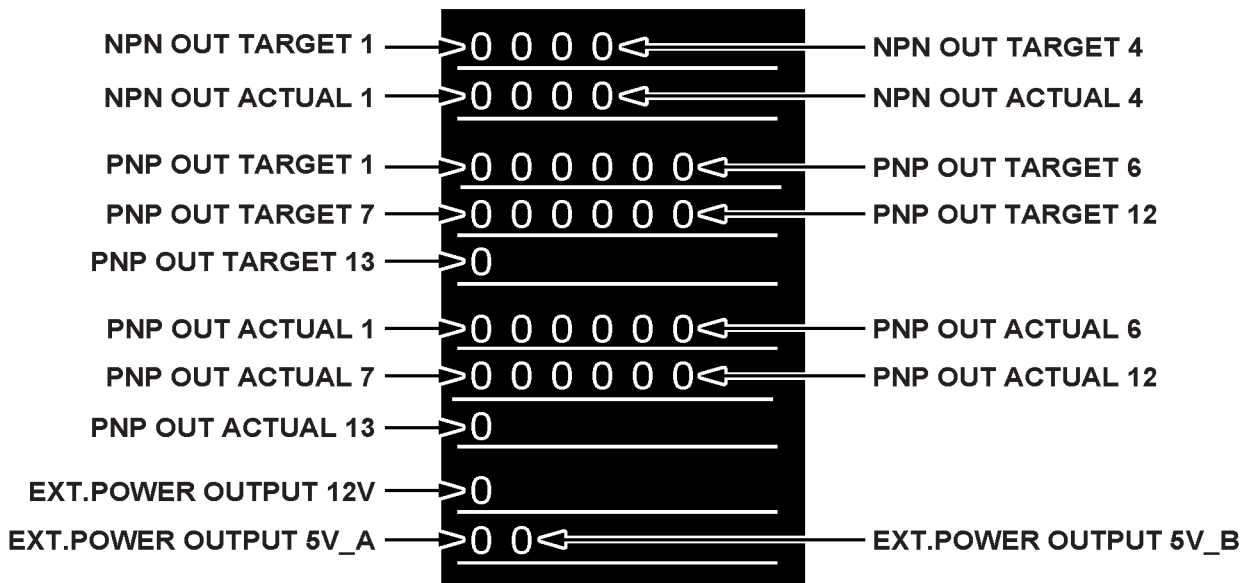 NPN OUT TARGET 1 0 0 0 0 NPN OUT TARGET 4
NPN OUT ACTUAL 1 0 0 0 0 NPN OUT ACTUAL 4
PNP OUT TARGET 1 0 0 0 0 0 0 PNP OUT TARGET 6
PNP OUT TARGET 7 0 0 0 0 0 0 PNP OUT TARGET 12
PNP OUT TARGET 13 0
PNP OUT ACTUAL 1 0 0 0 0 0 0 PNP OUT ACTUAL 6
PNP OUT ACTUAL 7 0 0 0 0 0 0 PNP OUT ACTUAL 12
PNP OUT ACTUAL 13 0
EXT.POWER OUTPUT 12V 0
EXT.POWER OUTPUT 5V_A 0 0 EXT.POWER OUTPUT 5V_B